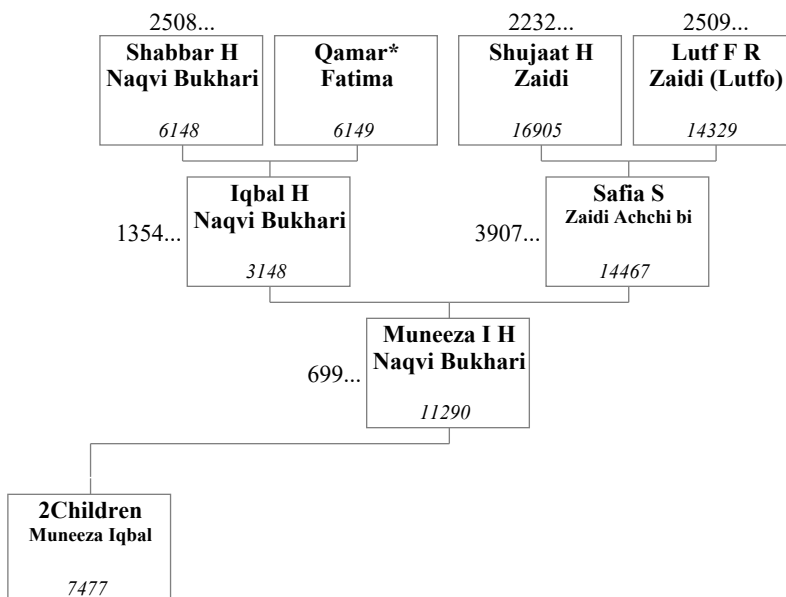 2508...
2232...
2509...
Shabbar H
Naqvi Bukhari
6148
Qamar*
Fatima
6149
Shujaat H
Zaidi
16905
Lutf F R
Zaidi (Lutfo)
14329
1354...
Iqbal H
Naqvi Bukhari
3148
3907...
Safia S
Zaidi Achchi bi
14467
699...
Muneeza I H
Naqvi Bukhari
11290
2Children
Muneeza Iqbal
7477